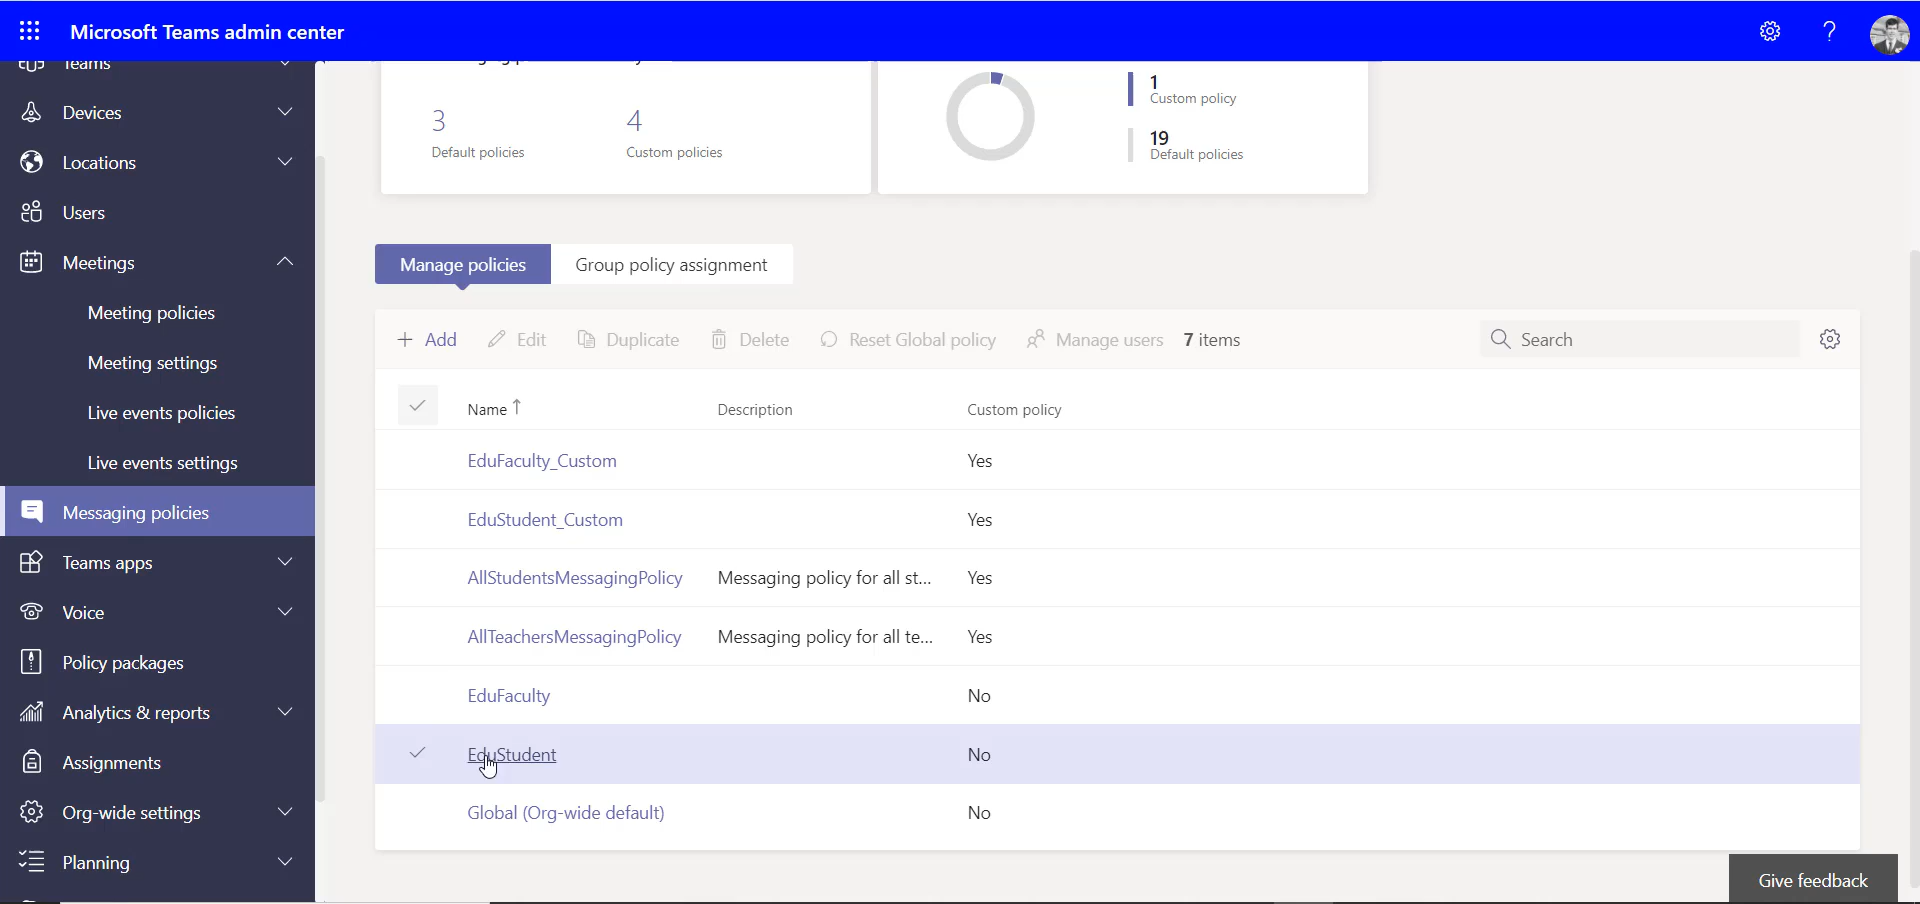 Microsoft Teams admin center
?
Teams
Devices
Locations
Users
Meetings
Meeting policies
Meeting settings
Live events policies
Live events settings
Messaging policies
Teams apps
Voice
Policy packages
Analytics & reports
Assignments
Org-wide settings
Planning
3
Default policies
4
Custom policies
1
Custom policy
19
Default policies
Manage policies
Group policy assignment
Add
Edit
Duplicate
Delete
Reset Global policy
Manage users
7 items
Search
Name
Description
Custom policy
EduFaculty_Custom
Yes
EduStudent_Custom
Yes
AllStudentsMessagingPolicy
Messaging policy for all st...
Yes
AllTeachersMessagingPolicy
Messaging policy for all te...
Yes
EduFaculty
No
EduStudent
No
Global (Org-wide default)
No
Give feedback